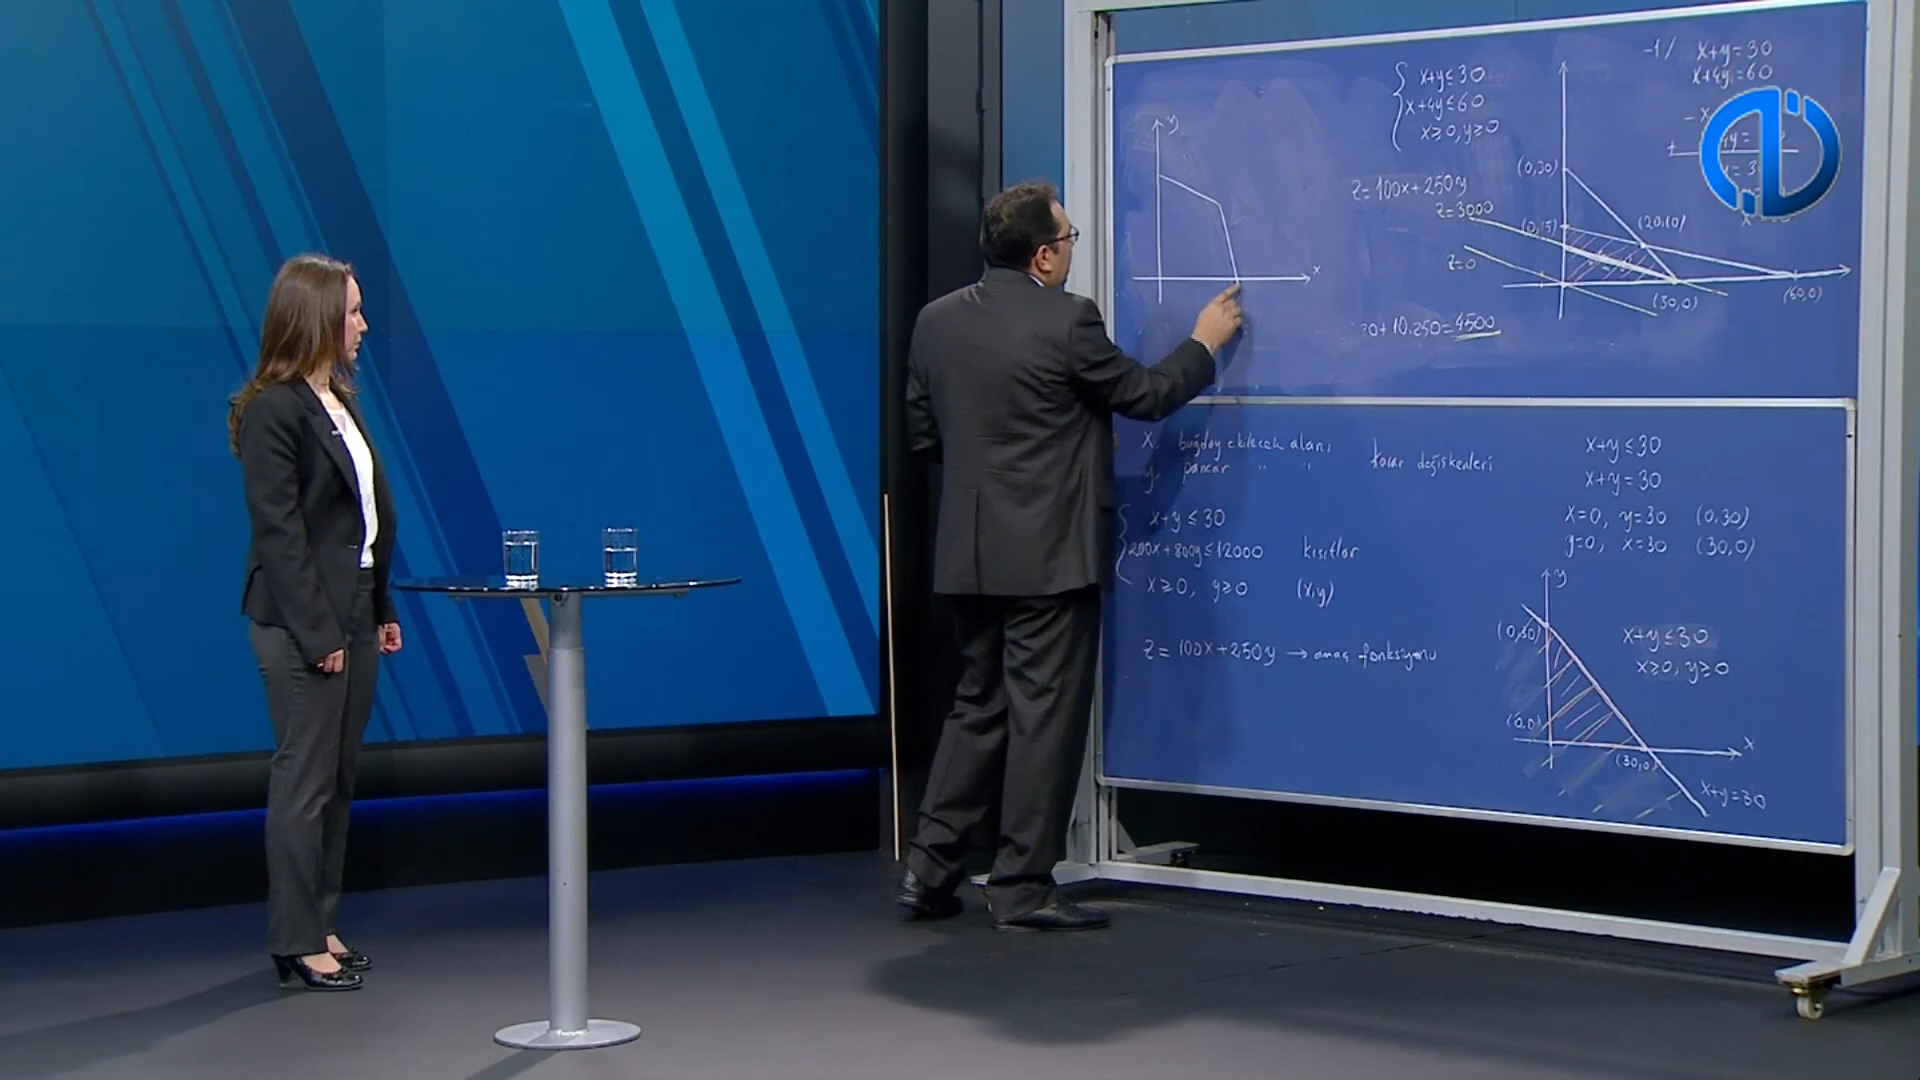 y
x
x+y≤30
x+4y≤60
x≥0, y≥0
z=100x+250y
z=3000
z=0
+10.250=4500
-1/ x+y=30
x+4y=60
(0,30)
(0,15)
(20,10)
(30,0)
(60,0)
x, buğday ekilecek alanı
y, pancar " "
Karar değişkenleri
x+y≤30
200x+800y≤12000 kısıtlar
x≥0, y≥0 (x,y)
z=100x+250y→amaç fonksiyonu
x+y≤30
x+y=30
x=0, y=30 (0,30)
y=0, x=30 (30,0)
y
(0,30)
x+y≤30
x≥0, y≥0
(0,0)
(30,0)
x
x+y=30